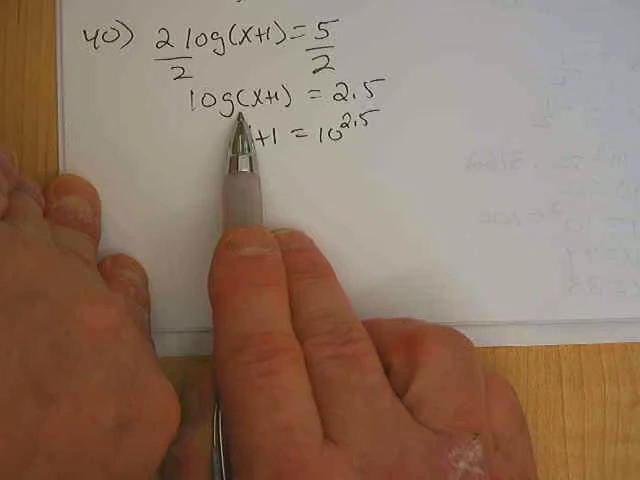 40) 2 log(x+1) = 5
2 2
log(x+1) = 2.5
+1 = 10^2.5